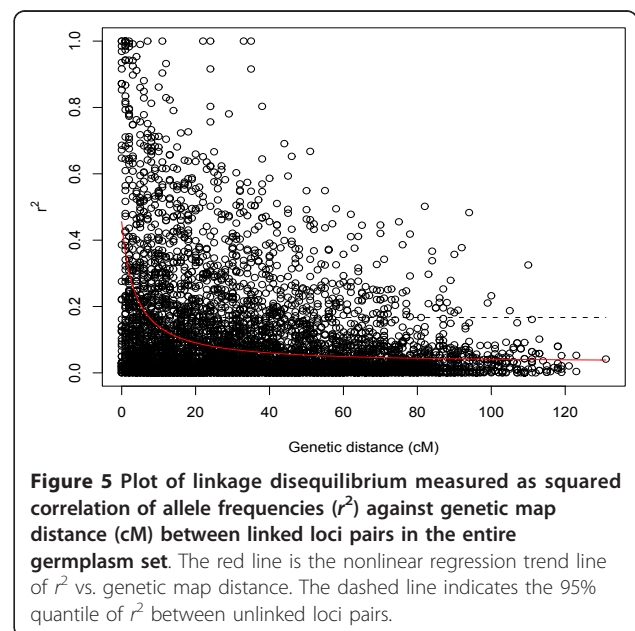 1.0
0.8
0.6
0.4
0.2
0.0
r²
0 20 40 60 80 100 120
Genetic distance (cM)
Figure 5 Plot of linkage disequilibrium measured as squared
correlation of allele frequencies (r²) against genetic map
distance (cM) between linked loci pairs in the entire
germplasm set. The red line is the nonlinear regression trend line
of r² vs. genetic map distance. The dashed line indicates the 95%
quantile of r² between unlinked loci pairs.